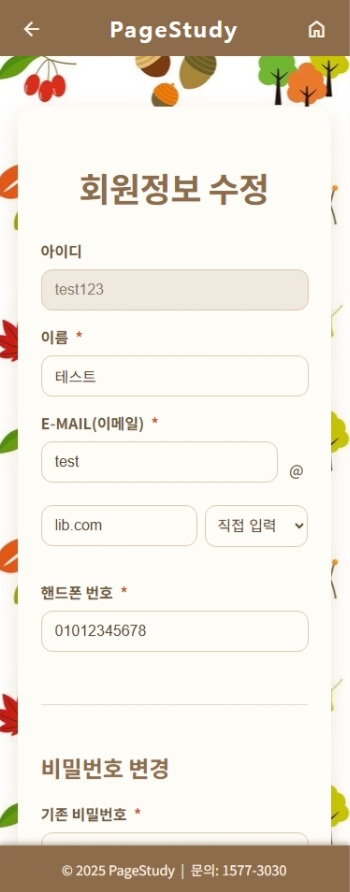 PageStudy
회원정보 수정
아이디
test123
이름 *
테스트
E-MAIL(이메일) *
test
@
lib.com 직접 입력
핸드폰 번호 *
01012345678
비밀번호 변경
기존 비밀번호 *
© 2025 PageStudy | 문의: 1577-3030